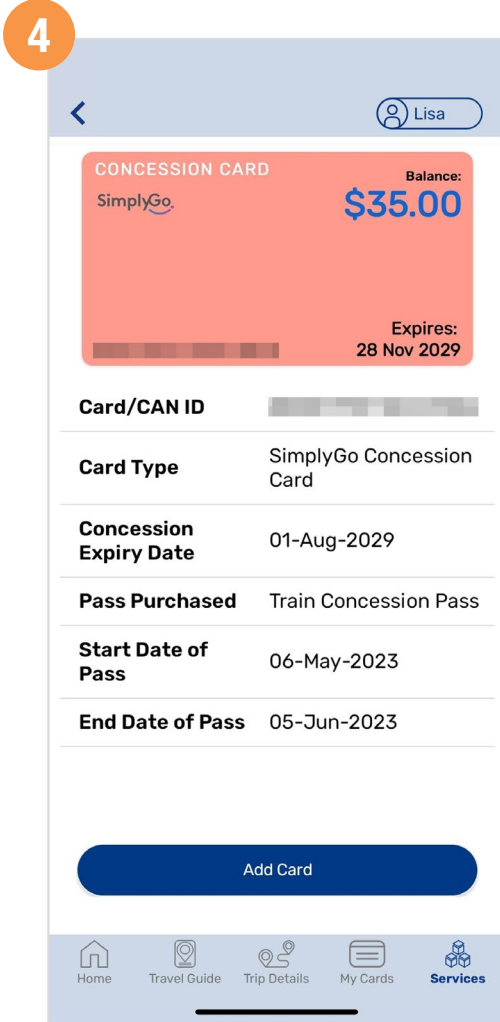 4
Lisa
CONCESSION CARD
Balance:
SimplyGo.
$35.00
Expires:
28 Nov 2029
Card/CAN ID
Card Type
SimplyGo Concession
Card
Concession
Expiry Date
01-Aug-2029
Pass Purchased
Train Concession Pass
Start Date of
Pass
06-May-2023
End Date of Pass
05-Jun-2023
Add Card
Home
Travel Guide
Trip Details
My Cards
Services